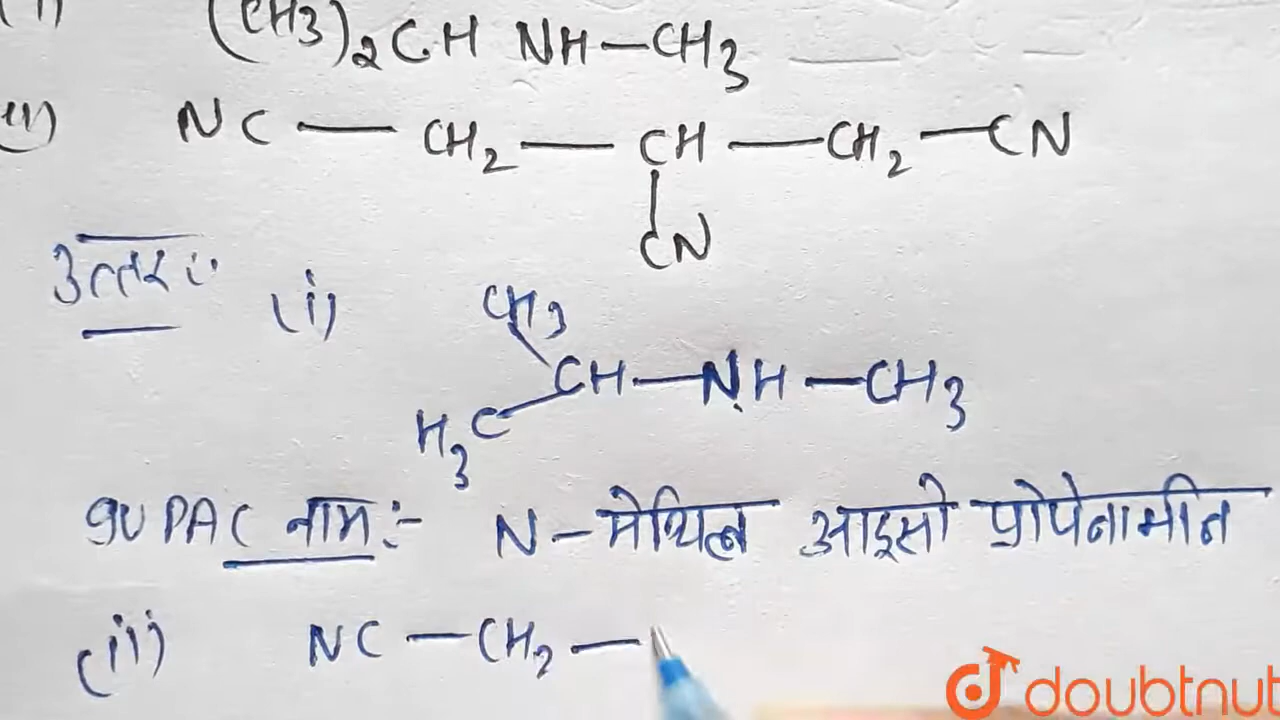 (i) (CH3)2CH NH—CH3
(ii) NC — CH2 — CH — CH2 — CN
CN
उत्तर:
(i) CH3
CH—NH—CH3
H3C
IUPAC नाम:- N-मेथिल आइसो प्रोपेनामीन
(ii) NC — CH2 —
doubtnut